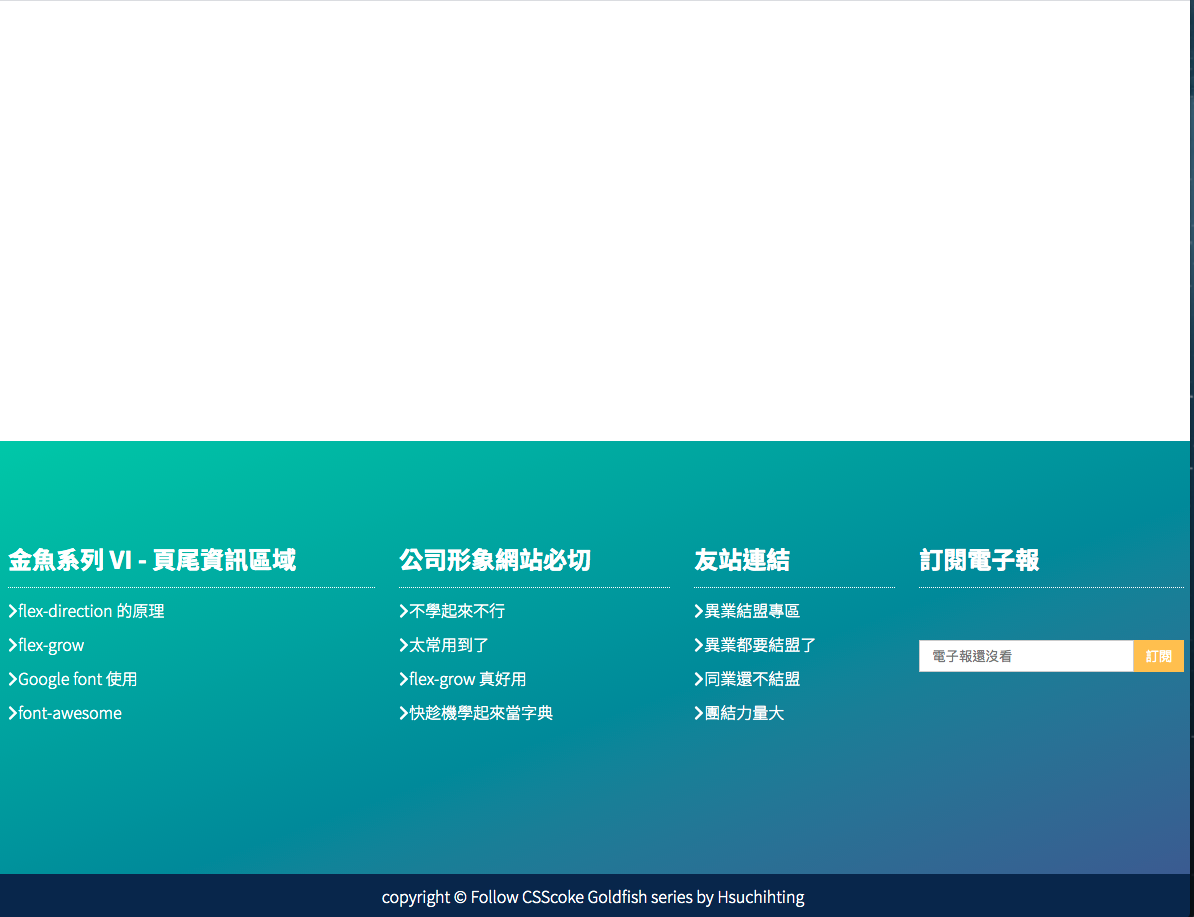 金魚系列 VI - 頁尾資訊區域
flex-direction 的原理
flex-grow
Google font 使用
font-awesome
公司形象網站必切
不學起來不行
太常用到了
flex-grow 真好用
快趁機學起來當字典
友站連結
異業結盟專區
異業都要結盟了
同業還不結盟
團結力量大
訂閱電子報
電子報還沒看
訂閱
copyright © Follow CSScoke Goldfish series by Hsuchihting